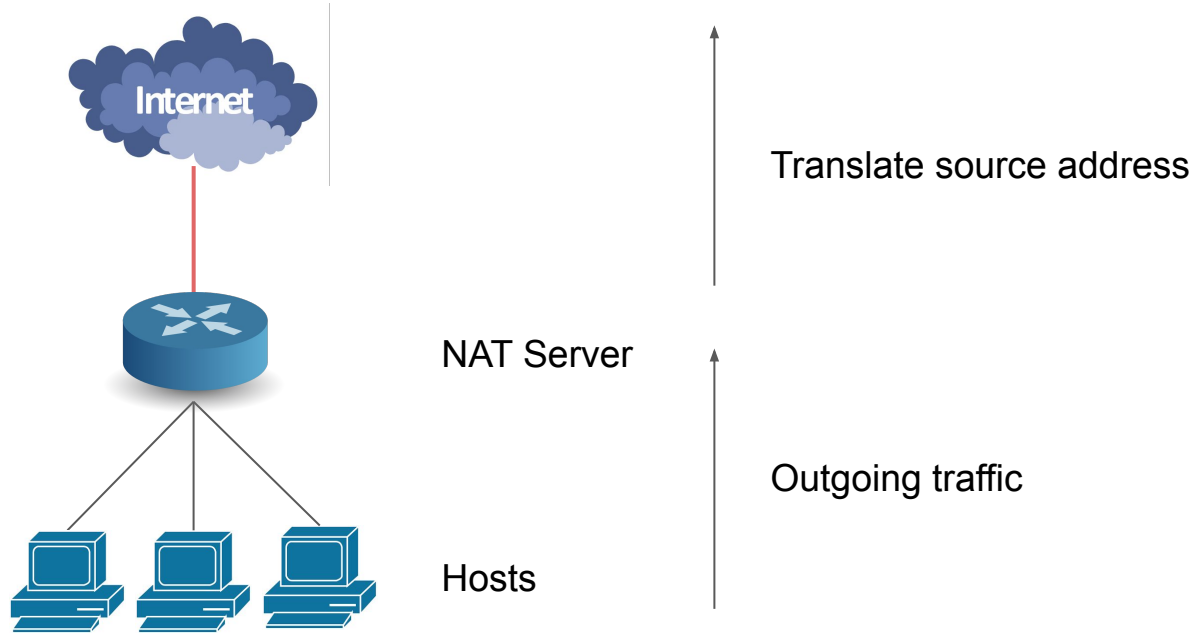 Internet
Translate source address
NAT Server
Outgoing traffic
Hosts